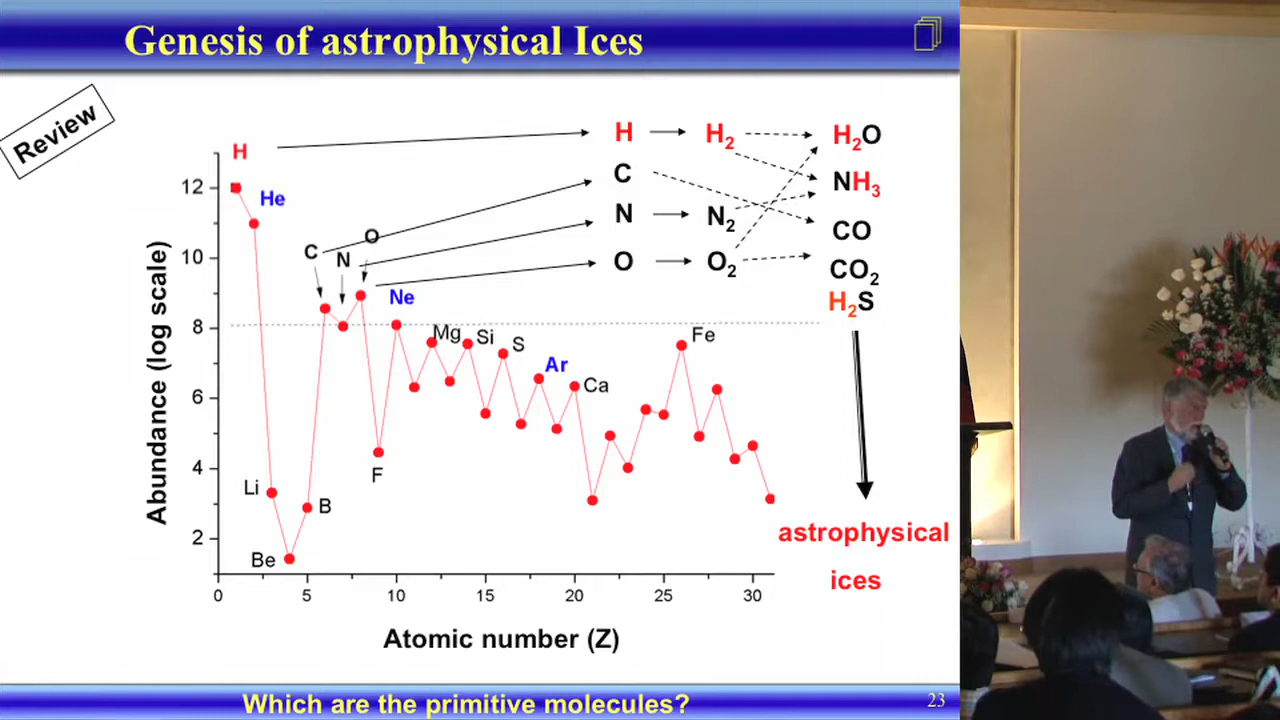 Genesis of astrophysical Ices
Review
H
He
C
N
O
Ne
Mg
Si
S
Ar
Ca
Fe
F
Li
B
Be
H
H2
H2O
C
NH3
N
N2
CO
O
O2
CO2
H2S
astrophysical
ices
Abundance (log scale)
12
10
8
6
4
2
0
5
10
15
20
25
30
Atomic number (Z)
Which are the primitive molecules?
23